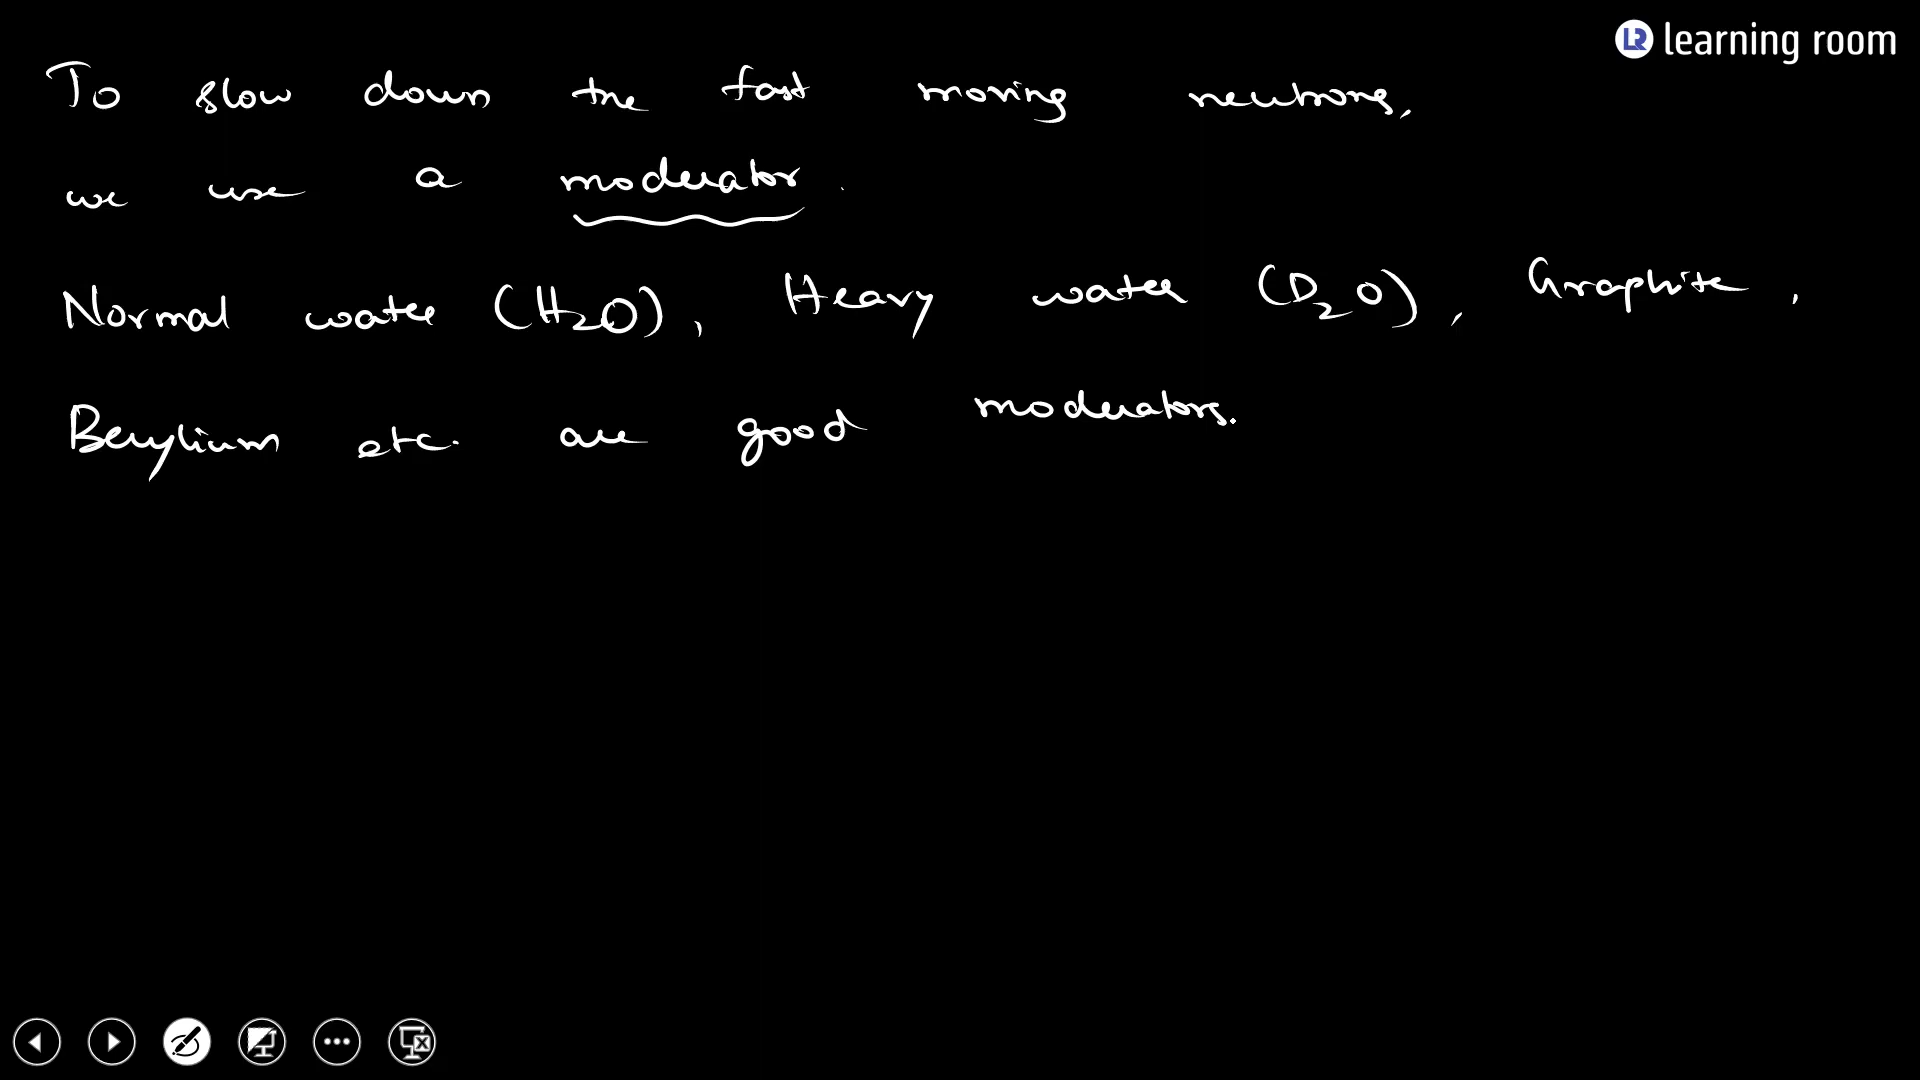 learning room
To slow down the fast moving neutrons,
we use a moderator.
Normal water (H₂O), Heavy water (D₂O), Graphite,
Berylium etc. are good moderators.